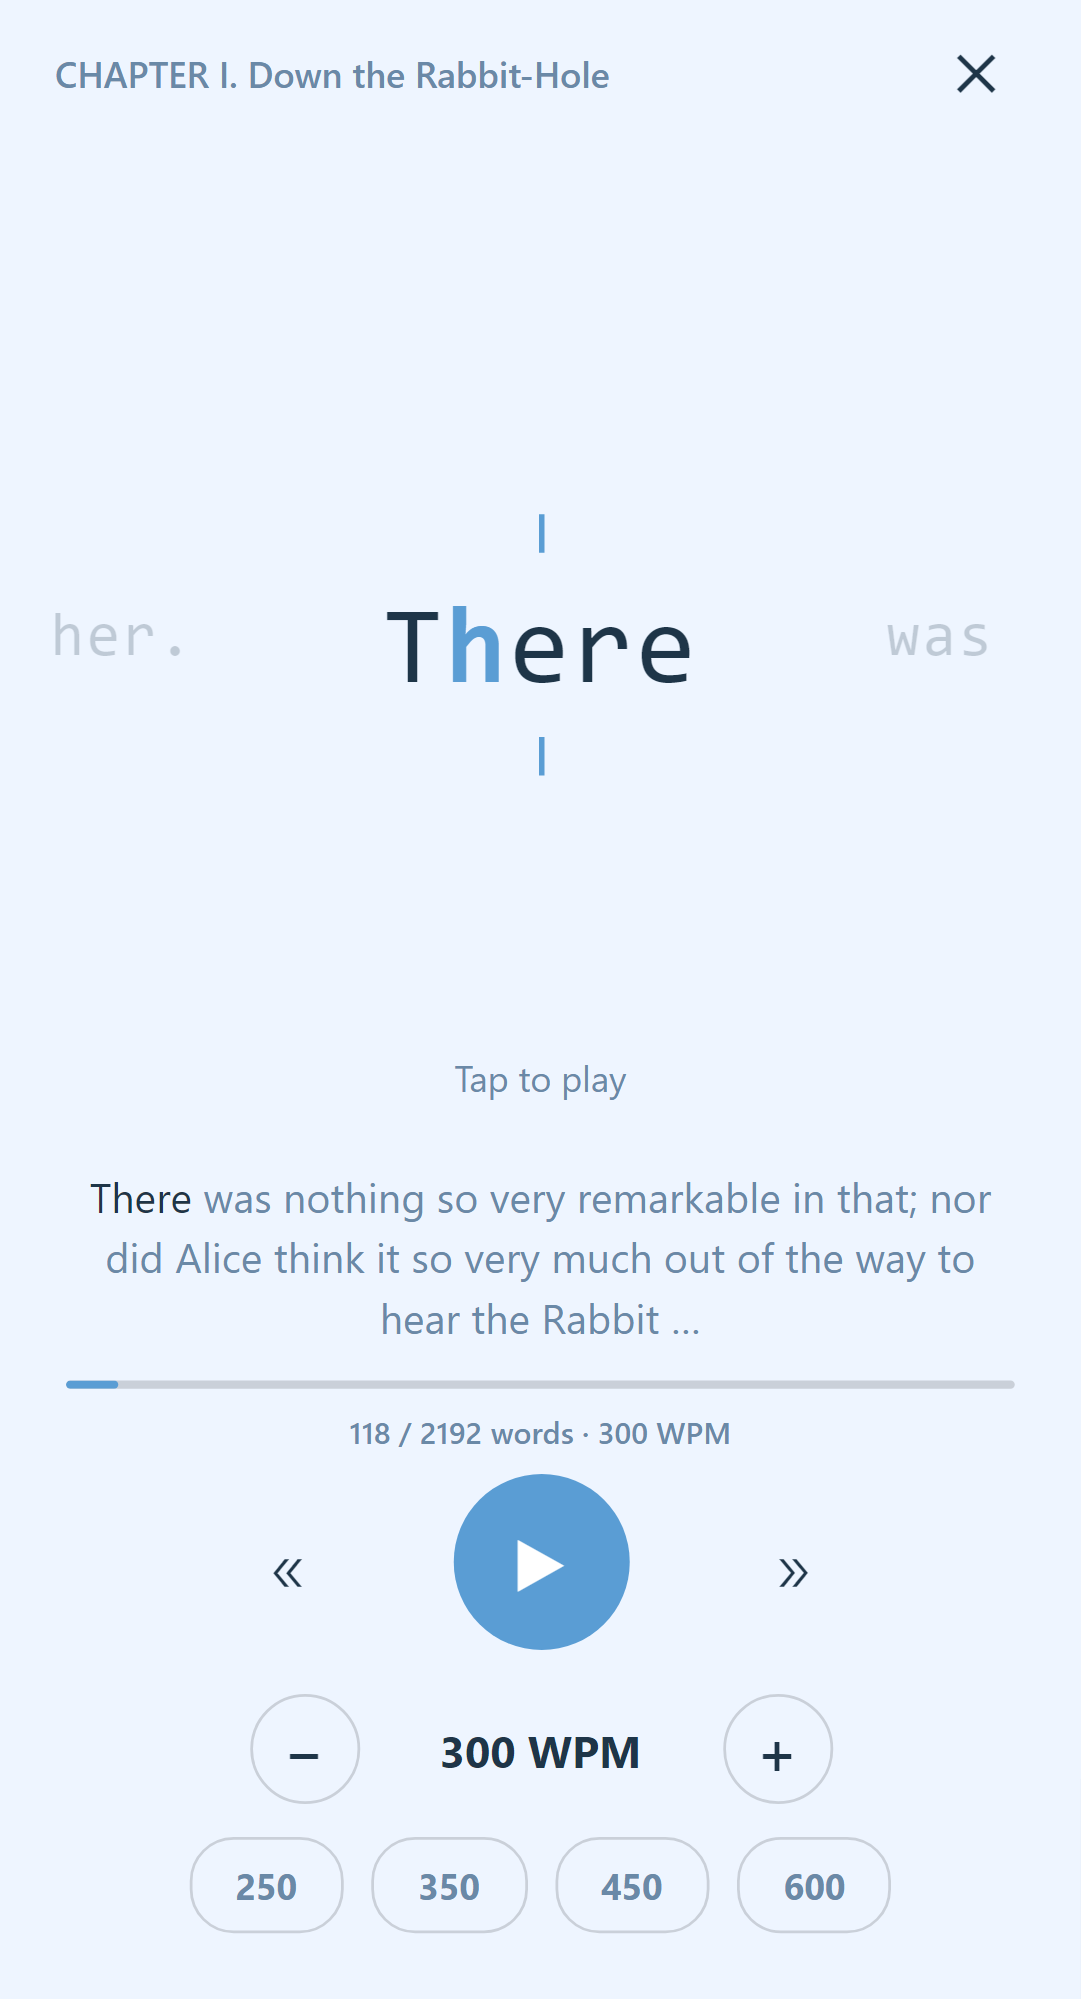 CHAPTER I. Down the Rabbit-Hole
her. There was
Tap to play
There was nothing so very remarkable in that; nor
did Alice think it so very much out of the way to
hear the Rabbit ...
118 / 2192 words · 300 WPM
« »
− 300 WPM +
250 350 450 600